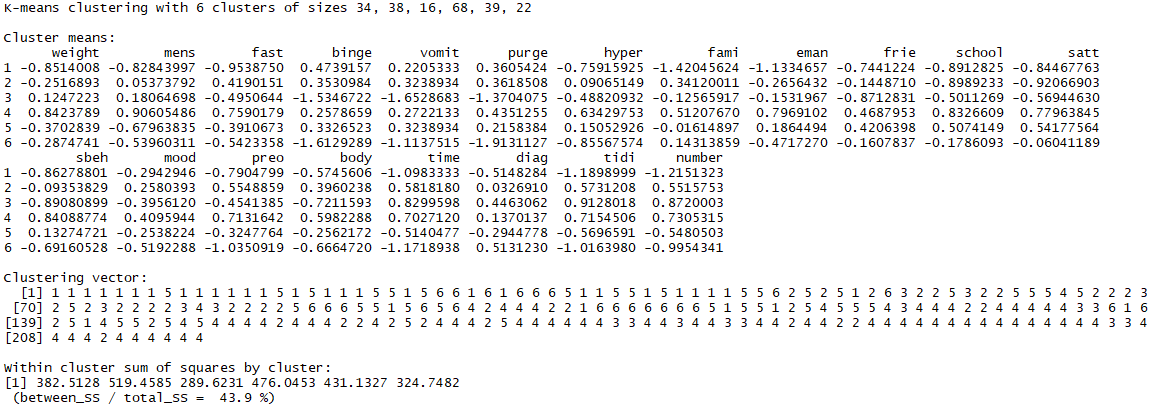 K-means clustering with 6 clusters of sizes 34, 38, 16, 68, 39, 22
Cluster means:
weight mens fast binge vomit purge hyper fami eman frie school satt
1 -0.8514008 -0.82843997 -0.9538750 0.4739157 0.2205333 0.3605424 -0.75915925 -1.42045624 -1.1334657 -0.7441224 -0.8912825 -0.84467763
2 -0.2516893 0.05373792 0.4190151 0.3530984 0.3238934 0.3618508 0.09065149 0.34120011 -0.2656432 -0.1448710 -0.8989233 -0.92066903
3 0.1247223 0.18064698 -0.4950644 -1.5346722 -1.6528683 -1.3704075 -0.48820932 -0.12565917 -0.1531967 -0.8712831 -0.5011269 -0.56944630
4 0.8423789 0.90605486 0.7590179 0.2578659 0.2722133 0.4351255 0.63429753 0.51207670 0.7969102 0.4687953 0.8326609 0.77963845
5 -0.3702839 -0.67963835 -0.3910673 0.3326523 0.3238934 0.2158384 0.15052926 -0.01614897 0.1864494 0.4206398 0.5074149 0.54177564
6 -0.2874741 -0.53960311 -0.5423358 -1.6129289 -1.1137515 -1.9131127 -0.85567574 0.14313859 -0.4717270 -0.1607837 -0.1786093 -0.06041189
sbeh mood preo body time diag tidi number
1 -0.86278801 -0.2942946 -0.7904799 -0.5745606 -1.0983333 -0.5148284 -1.1898999 -1.2151323
2 -0.09353829 0.2580393 0.5548859 0.3960238 0.5818180 0.0326910 0.5731208 0.5515753
3 -0.89080899 -0.3956120 -0.4541385 -0.7211593 0.8299598 0.4463062 0.9128018 0.8720003
4 0.84088774 0.4095944 0.7131642 0.5982288 0.7027120 0.1370137 0.7154506 0.7305315
5 0.13274721 -0.2538224 -0.3247764 -0.2562172 -0.5140477 -0.2944778 -0.5696591 -0.5480503
6 -0.69160528 -0.5192288 -1.0350919 -0.6664720 -1.1718938 0.5131230 -1.0163980 -0.9954341
Clustering vector:
[1] 1 1 1 1 1 1 1 5 1 1 1 1 1 1 5 1 5 1 1 1 5 5 1 5 6 6 1 6 1 6 6 6 5 1 1 5 5 1 5 1 1 1 1 5 5 6 2 5 2 5 1 2 6 3 2 2 5 3 2 2 5 5 5 4 5 2 2 2 3
[70] 2 5 2 3 2 2 2 2 3 4 3 2 2 2 2 2 5 6 6 6 5 5 1 5 6 5 6 4 2 4 4 4 2 2 1 6 6 6 6 6 6 6 5 1 5 5 1 2 5 4 5 5 5 4 3 4 4 4 2 4 4 4 4 4 4 3 3 6 1 6
[139] 2 5 1 4 5 5 2 5 4 5 4 4 4 4 2 4 4 4 2 2 4 2 5 2 4 4 4 2 5 4 4 4 4 4 4 3 3 4 4 3 4 4 3 3 4 4 2 4 4 2 2 4 4 4 4 4 4 4 4 4 4 4 4 4 4 4 4 4 3 3 4
[208] 4 4 4 2 4 4 4 4 4 4
Within cluster sum of squares by cluster:
[1] 382.5128 519.4585 289.6231 476.0453 431.1327 324.7482
(between_SS / total_SS = 43.9 %)